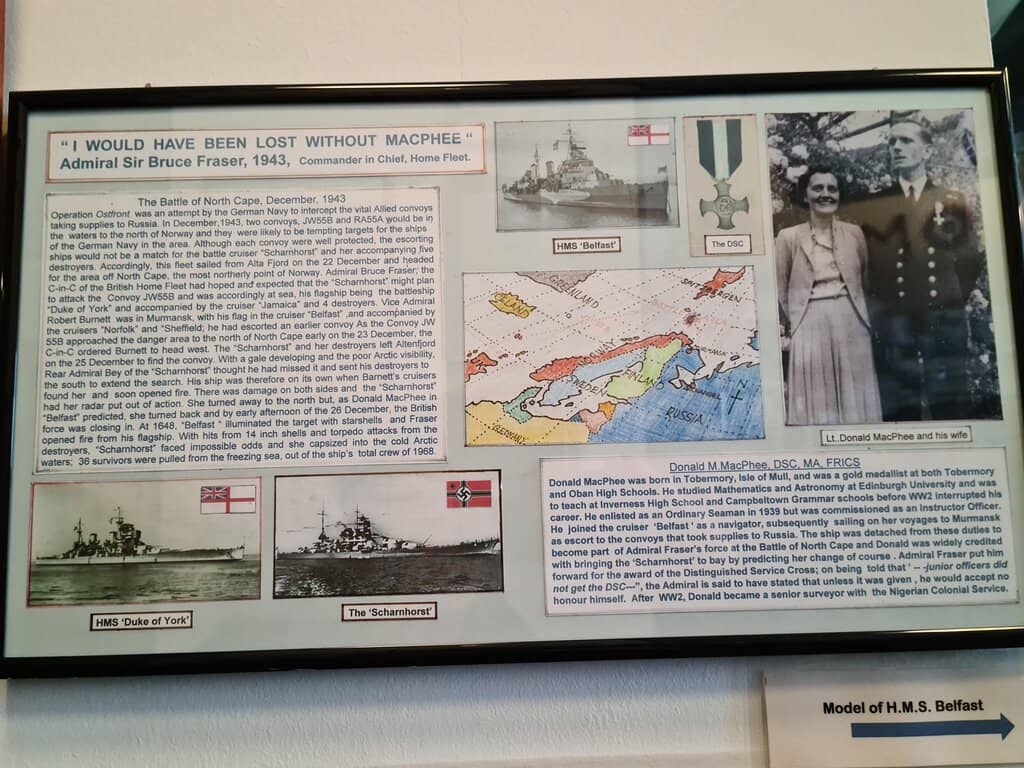 " I WOULD HAVE BEEN LOST WITHOUT MACPHEE "
Admiral Sir Bruce Fraser, 1943, Commander in Chief, Home Fleet.
The Battle of North Cape, December, 1943
Operation Ostfront was an attempt by the German Navy to intercept the vital Allied convoys
taking supplies to Russia. In December,1943, two convoys, JW55B and RA55A would be in
the waters to the north of Norway and they were likely to be tempting targets for the ships
of the German Navy in the area. Although each convoy were well protected, the escorting
ships would not be a match for the battle cruiser "Scharnhorst" and her accompanying five
destroyers. Accordingly, this fleet sailed from Alta Fjord on the 22 December and headed
for the area off North Cape, the most northerly point of Norway. Admiral Bruce Fraser, the
C-in-C of the British Home Fleet had hoped and expected that the "Scharnhorst" might plan
to attack the Convoy JW55B and was accordingly at sea, his flagship being the battleship
"Duke of York" and accompanied by the cruiser "Jamaica" and 4 destroyers. Vice Admiral
Robert Burnett was in Murmansk, with his flag in the cruiser "Belfast" ,and accompanied by
the cruisers "Norfolk" and "Sheffield; he had escorted an earlier convoy As the Convoy JW
55B approached the danger area to the north of North Cape early on the 23 December, the
C-in-C ordered Burnett to head west. The "Scharnhorst" and her destroyers left Altenfjord
on the 25 December to find the convoy. With a gale developing and the poor Arctic visibility,
Rear Admiral Bey of the "Scharnhorst" thought he had missed it and sent his destroyers to
the south to extend the search. His ship was therefore on its own when Barnett's cruisers
found her and soon opened fire. There was damage on both sides and the "Scharnhorst"
had her radar put out of action. She turned away to the north but, as Donald MacPhee in
"Belfast" predicted, she turned back and by early afternoon of the 26 December, the British
force was closing in. At 1648, "Belfast " illuminated the target with starshells and Fraser
opened fire from his flagship. With hits from 14 inch shells and torpedo attacks from the
destroyers, "Scharnhorst" faced impossible odds and she capsized into the cold Arctic
waters; 36 survivors were pulled from the freezing sea, out of the ship's total crew of 1968.
HMS 'Belfast'
The DSC
GREENLAND
ICELAND
SPITSBERGEN
MURMANSK
SWEDEN
FINLAND
RUSSIA
N
GERMANY
Lt. Donald MacPhee and his wife
Donald M.MacPhee, DSC, MA, FRICS
Donald MacPhee was born in Tobermory, Isle of Mull, and was a gold medallist at both Tobermory
and Oban High Schools. He studied Mathematics and Astronomy at Edinburgh University and was
to teach at Inverness High School and Campbeltown Grammar schools before WW2 interrupted his
career. He enlisted as an Ordinary Seaman in 1939 but was commissioned as an Instructor Officer.
He joined the cruiser 'Belfast ' as a navigator, subsequently sailing on her voyages to Murmansk
as escort to the convoys that took supplies to Russia. The ship was detached from these duties to
become part of Admiral Fraser's force at the Battle of North Cape and Donald was widely credited
with bringing the 'Scharnhorst' to bay by predicting her change of course . Admiral Fraser put him
forward for the award of the Distinguished Service Cross; on being told that ' -- -junior officers did
not get the DSC---", the Admiral is said to have stated that unless it was given , he would accept no
honour himself. After WW2, Donald became a senior surveyor with the Nigerian Colonial Service.
HMS 'Duke of York'
The 'Scharnhorst'
Model of H.M.S. Belfast